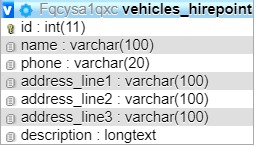 Fqcysa1qxc vehicles_hirepoint
id : int(11)
name : varchar(100)
phone : varchar(20)
address_line1 : varchar(100)
address_line2 : varchar(100)
address_line3 : varchar(100)
description : longtext